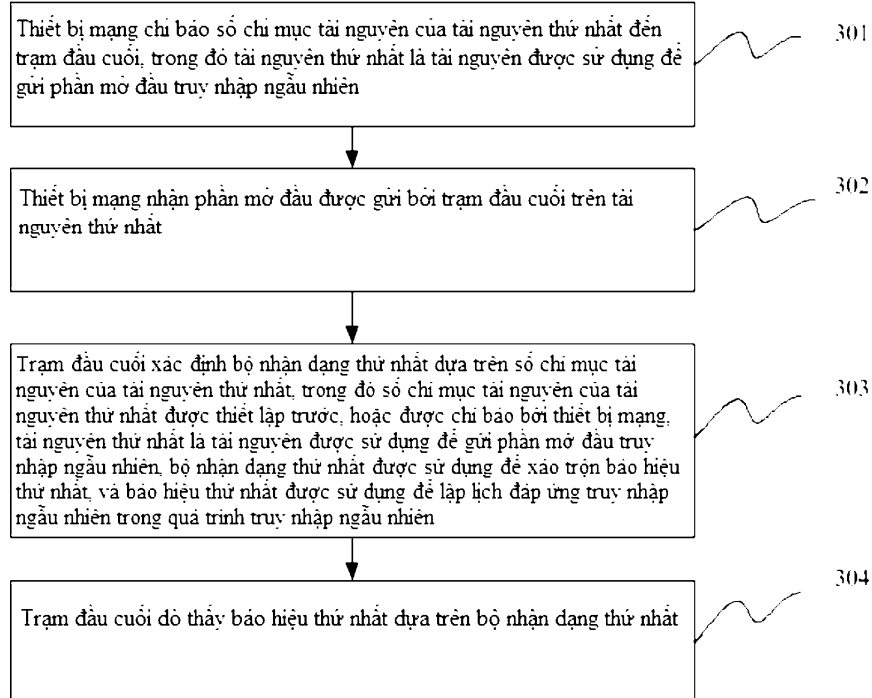 Thiết bị mạng chỉ báo số chỉ mục tài nguyên của tài nguyên thứ nhất đến
trạm đầu cuối, trong đó tài nguyên thứ nhất là tài nguyên được sử dụng để
gửi phần mở đầu truy nhập ngẫu nhiên
301
Thiết bị mạng nhận phần mở đầu được gửi bởi trạm đầu cuối trên tài
nguyên thứ nhất
302
Trạm đầu cuối xác định bộ nhận dạng thứ nhất dựa trên số chỉ mục tài
nguyên của tài nguyên thứ nhất, trong đó số chỉ mục tài nguyên của tài
nguyên thứ nhất được thiết lập trước, hoặc được chỉ báo bởi thiết bị mạng,
tài nguyên thứ nhất là tài nguyên được sử dụng để gửi phần mở đầu truy
nhập ngẫu nhiên, bộ nhận dạng thứ nhất được sử dụng để xáo trộn báo hiệu
thứ nhất, và báo hiệu thứ nhất được sử dụng để lập lịch đáp ứng truy nhập
ngẫu nhiên trong quá trình truy nhập ngẫu nhiên
303
Trạm đầu cuối dò thấy báo hiệu thứ nhất dựa trên bộ nhận dạng thứ nhất
304